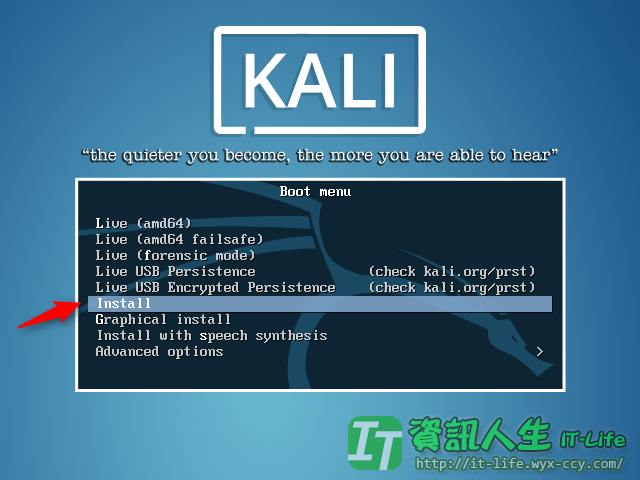 KALI
“the quieter you become, the more you are able to hear”
Boot menu
Live (amd64)
Live (amd64 failsafe)
Live (forensic mode)
Live USB Persistence (check kali.org/prst)
Live USB Encrypted Persistence (check kali.org/prst)
Install
Graphical install
Install with speech synthesis
Advanced options >
IT 資訊人生 IT-Life
http://it-life.wyx-ccy.com/